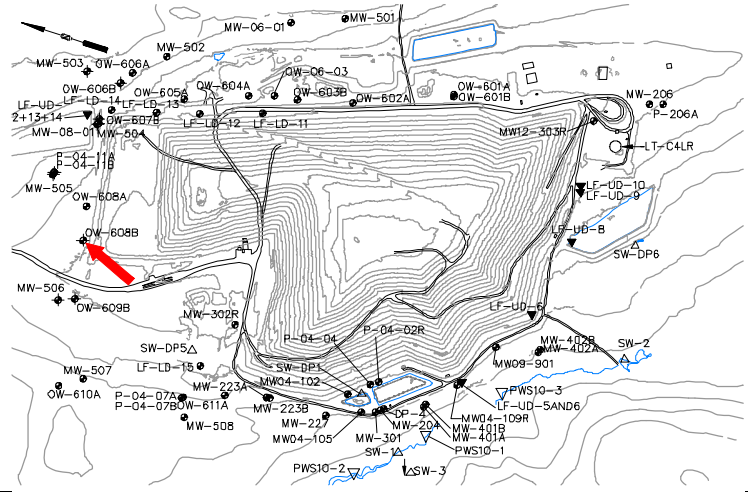 MW-501
MW-06-01
MW-502
MW-503
OW-606A
OW-606B
OW-06-03
OW-604A
OW-605A
OW-603B
OW-602A
OW-601A
OW-601B
MW-206
P-206A
LF-UD-
LF-LD-14
LF-LD-13
2+13+14
OW-607B
LF-LD-12
LF-LD-11
MW-08-01
MW-504
MW12-303R
LT-C4LR
P-04-11A
P-04-11B
MW-505
OW-608A
LF-UD-10
LF-UD-9
OW-608B
LF-UD-8
SW-DP6
MW-506
OW-609B
MW-302R
LF-UD-6
P-04-04
P-04-02R
SW-DP5
MW-402B
MW-402A
SW-2
LF-LD-15
SW-DP1
MW09-901
MW-507
MW-223A
MW04-102
PWS10-3
OW-610A
P-04-07A
P-04-07B
OW-611A
MW-223B
LF-UD-5AND6
MW04-109R
DP-4
MW-508
MW-227
MW-204
MW-401B
MW-401A
MW04-105
MW-301
PWS10-1
SW-1
PWS10-2
SW-3